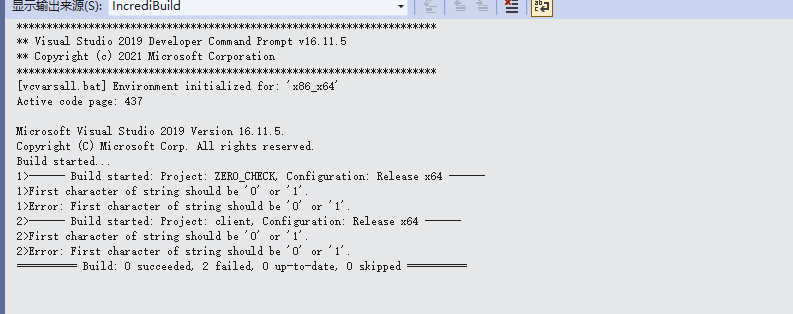 显示输出来源(S): IncrediBuild
**********************************************************************
** Visual Studio 2019 Developer Command Prompt v16.11.5
** Copyright (c) 2021 Microsoft Corporation
**********************************************************************
[vcvarsall.bat] Environment initialized for: 'x86_x64'
Active code page: 437
Microsoft Visual Studio 2019 Version 16.11.5.
Copyright (C) Microsoft Corp. All rights reserved.
Build started...
1>------ Build started: Project: ZERO_CHECK, Configuration: Release x64 ------
1>First character of string should be '0' or '1'.
1>Error: First character of string should be '0' or '1'.
2>------ Build started: Project: client, Configuration: Release x64 ------
2>First character of string should be '0' or '1'.
2>Error: First character of string should be '0' or '1'.
========== Build: 0 succeeded, 2 failed, 0 up-to-date, 0 skipped ==========